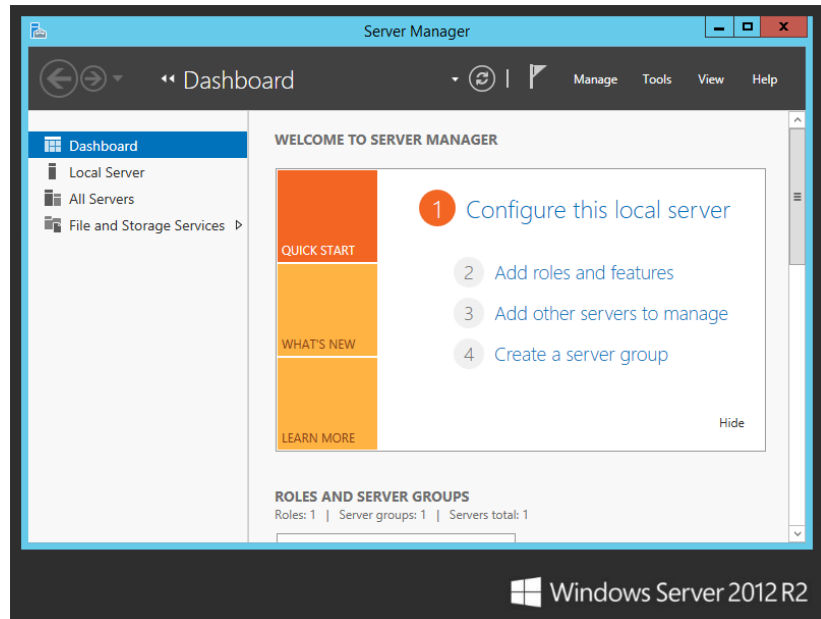 Server Manager
Dashboard
Manage Tools View Help
Dashboard
Local Server
All Servers
File and Storage Services
WELCOME TO SERVER MANAGER
QUICK START
WHAT'S NEW
LEARN MORE
1 Configure this local server
2 Add roles and features
3 Add other servers to manage
4 Create a server group
Hide
ROLES AND SERVER GROUPS
Roles: 1 | Server groups: 1 | Servers total: 1
Windows Server 2012 R2